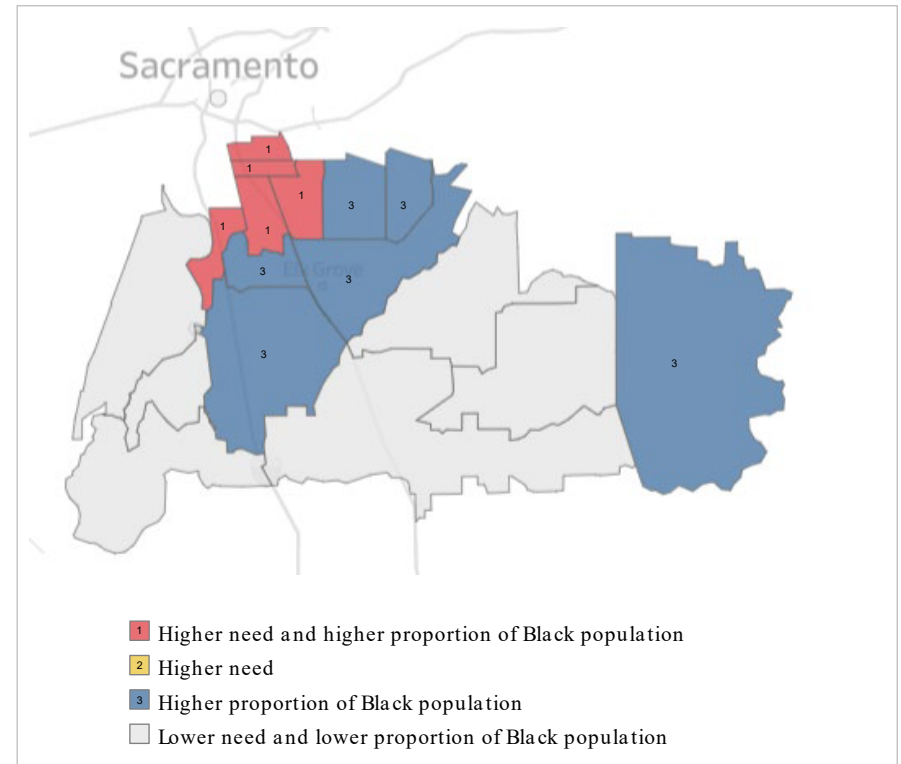 Sacramento
1
1
1
3
3
1
1
3
Elk Grove
3
3
3
1 Higher need and higher proportion of Black population
2 Higher need
3 Higher proportion of Black population
Lower need and lower proportion of Black population